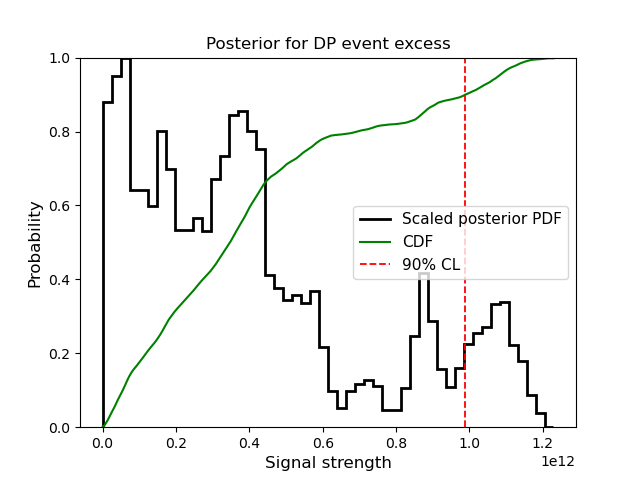 Posterior for DP event excess
Probability
1.0
0.8
0.6
0.4
0.2
0.0
Scaled posterior PDF
CDF
90% CL
0.0 0.2 0.4 0.6 0.8 1.0 1.2
1e12
Signal strength